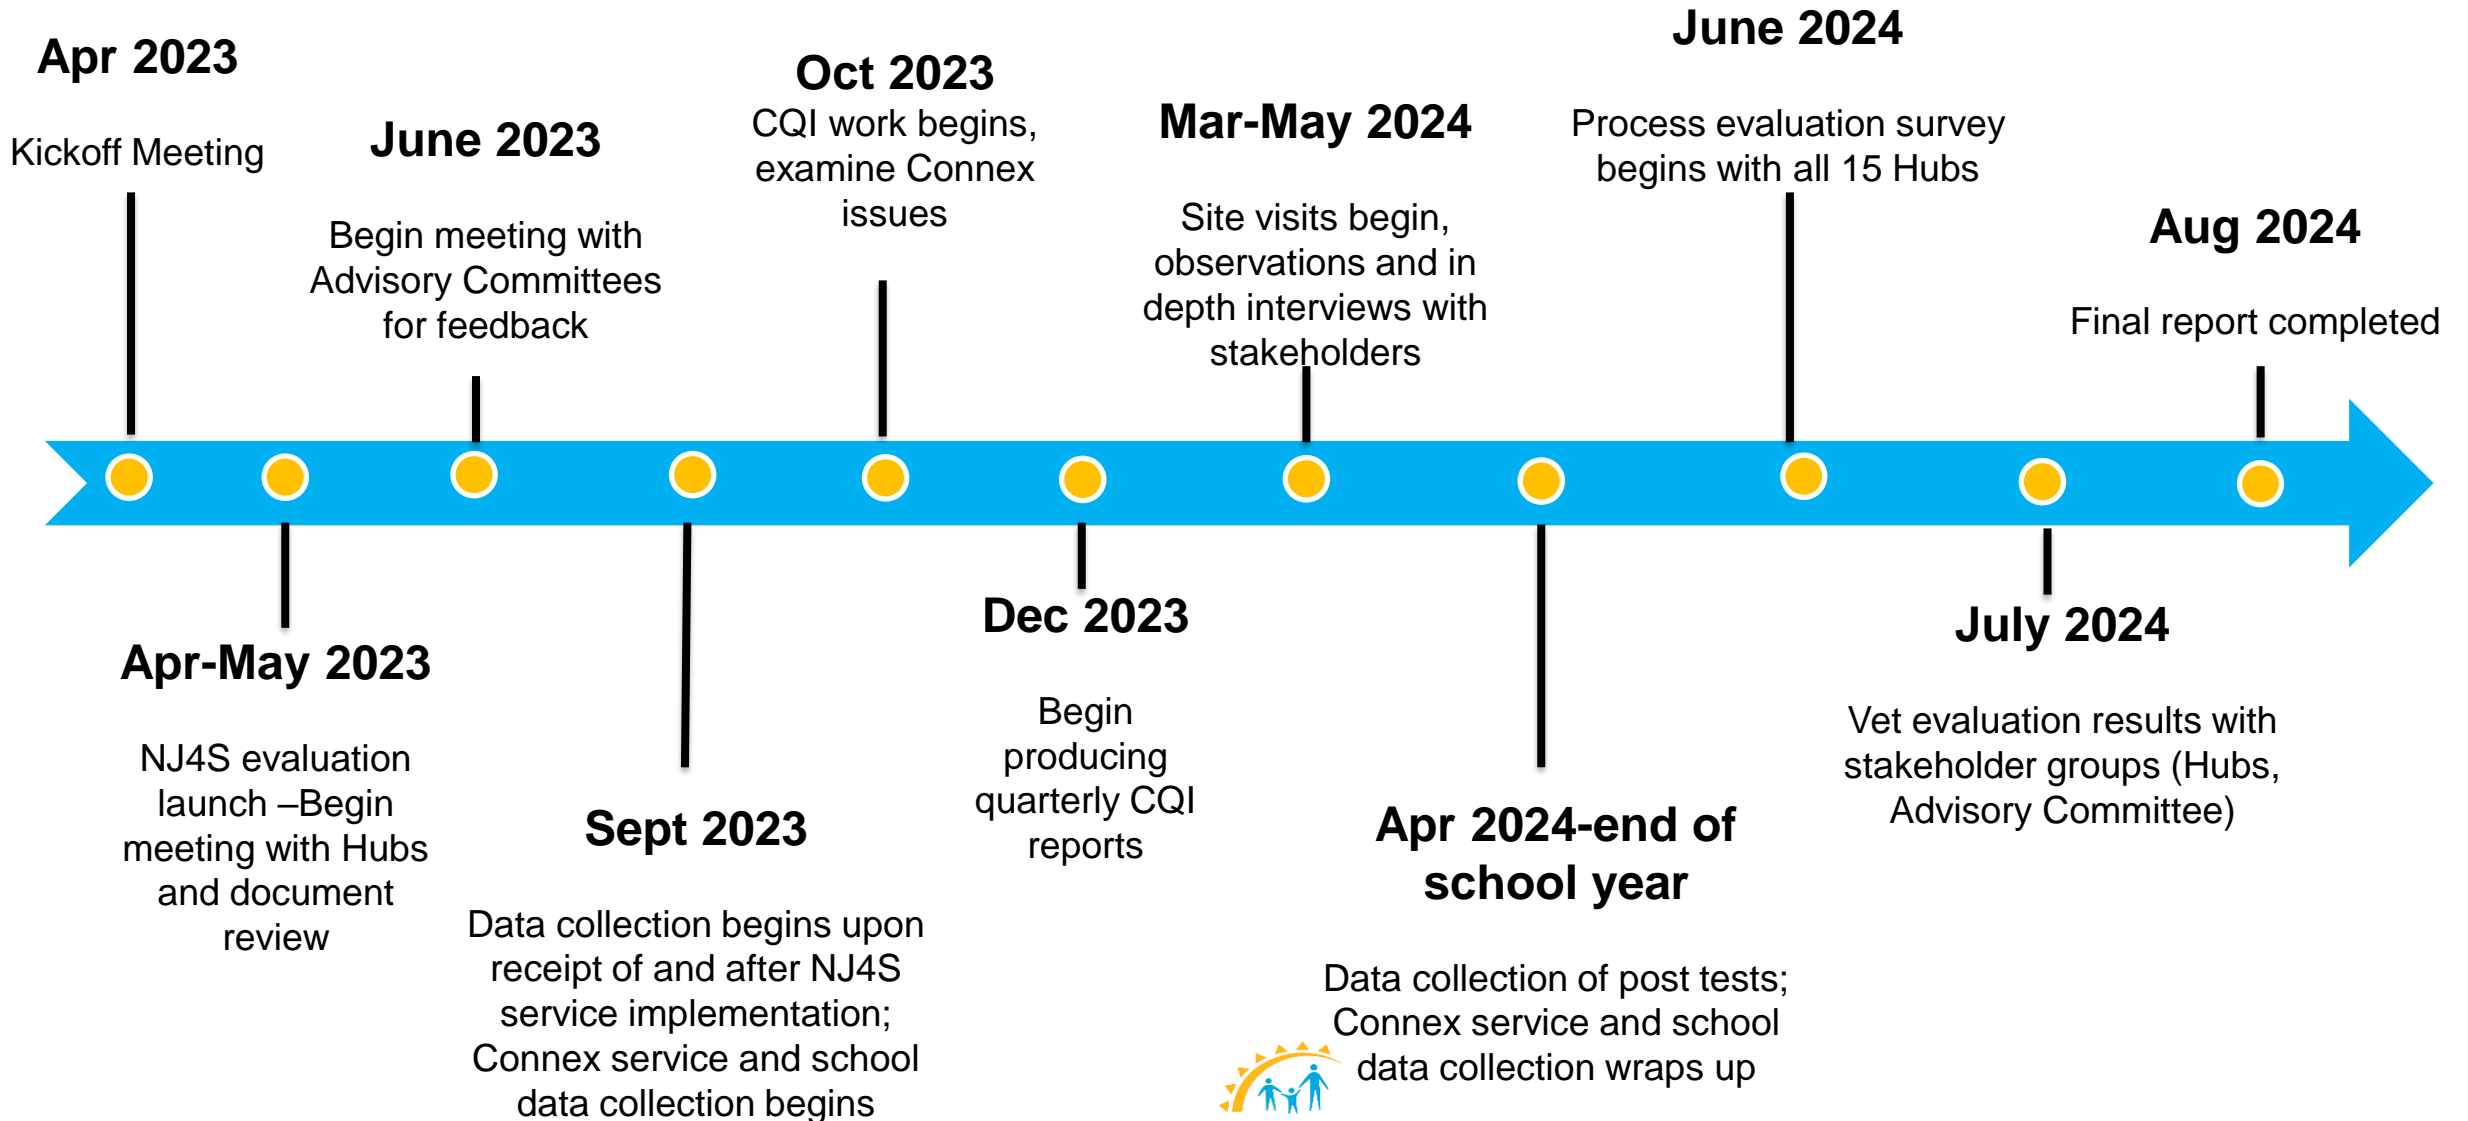 Apr 2023
Kickoff Meeting
Apr-May 2023
NJ4S evaluation
launch –Begin
meeting with Hubs
and document
review
June 2023
Begin meeting with
Advisory Committees
for feedback
Sept 2023
Data collection begins upon
receipt of and after NJ4S
service implementation;
Connex service and school
data collection begins
Oct 2023
CQI work begins,
examine Connex
issues
Dec 2023
Begin
producing
quarterly CQI
reports
Mar-May 2024
Site visits begin,
observations and in
depth interviews with
stakeholders
Apr 2024-end of
school year
Data collection of post tests;
Connex service and school
data collection wraps up
June 2024
Process evaluation survey
begins with all 15 Hubs
July 2024
Vet evaluation results with
stakeholder groups (Hubs,
Advisory Committee)
Aug 2024
Final report completed